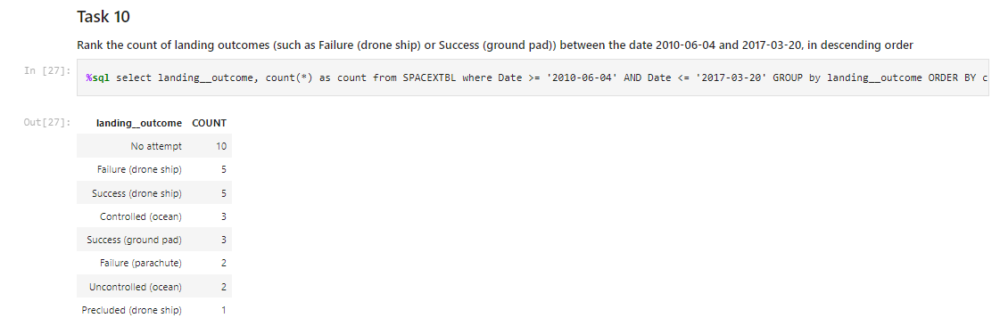 Task 10
Rank the count of landing outcomes (such as Failure (drone ship) or Success (ground pad)) between the date 2010-06-04 and 2017-03-20, in descending order
In [27]: %sql select landing__outcome, count(*) as count from SPACEXTBL where Date >= '2010-06-04' AND Date <= '2017-03-20' GROUP by landing__outcome ORDER BY c
Out[27]: landing__outcome COUNT
No attempt 10
Failure (drone ship) 5
Success (drone ship) 5
Controlled (ocean) 3
Success (ground pad) 3
Failure (parachute) 2
Uncontrolled (ocean) 2
Precluded (drone ship) 1